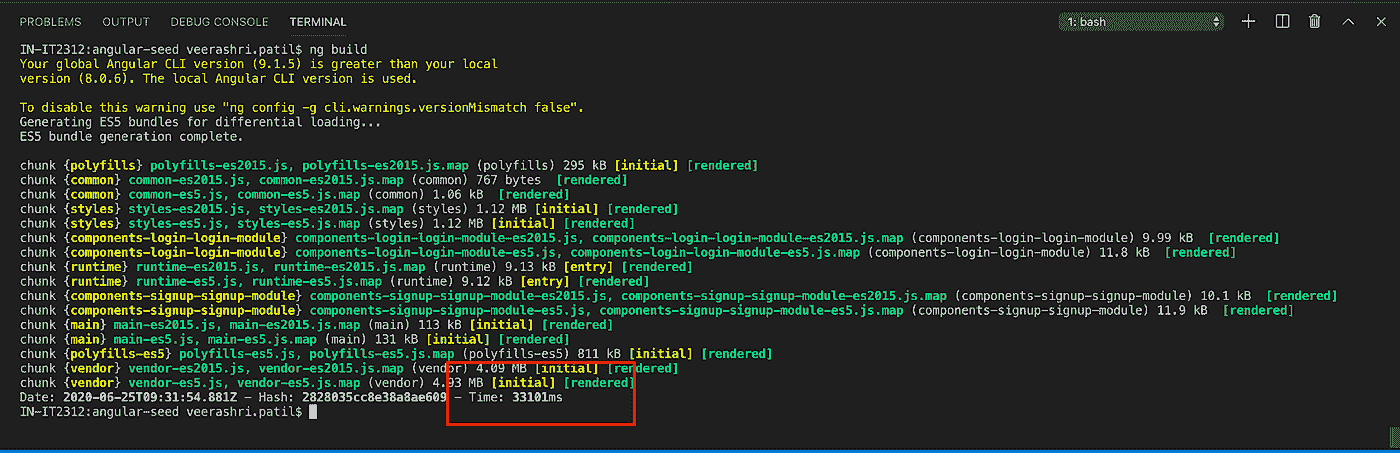 PROBLEMS OUTPUT DEBUG CONSOLE TERMINAL 1: bash
IN-IT2312:angular-seed veerashri.patil$ ng build
Your global Angular CLI version (9.1.5) is greater than your local
version (8.0.6). The local Angular CLI version is used.
To disable this warning use "ng config -g cli.warnings.versionMismatch false".
Generating ES5 bundles for differential loading...
ES5 bundle generation complete.
chunk {polyfills} polyfills-es2015.js, polyfills-es2015.js.map (polyfills) 295 kB [initial] [rendered]
chunk {common} common-es2015.js, common-es2015.js.map (common) 767 bytes [rendered]
chunk {common} common-es5.js, common-es5.js.map (common) 1.06 kB [rendered]
chunk {styles} styles-es2015.js, styles-es2015.js.map (styles) 1.12 MB [initial] [rendered]
chunk {styles} styles-es5.js, styles-es5.js.map (styles) 1.12 MB [initial] [rendered]
chunk {components-login-login-module} components-login-login-module-es2015.js, components-login-login-module-es2015.js.map (components-login-login-module) 9.99 kB [rendered]
chunk {components-login-login-module} components-login-login-module-es5.js, components-login-login-module-es5.js.map (components-login-login-module) 11.8 kB [rendered]
chunk {runtime} runtime-es2015.js, runtime-es2015.js.map (runtime) 9.13 kB [entry] [rendered]
chunk {runtime} runtime-es5.js, runtime-es5.js.map (runtime) 9.12 kB [entry] [rendered]
chunk {components-signup-signup-module} components-signup-signup-module-es2015.js, components-signup-signup-module-es2015.js.map (components-signup-signup-module) 10.1 kB [rendered]
chunk {components-signup-signup-module} components-signup-signup-module-es5.js, components-signup-signup-module-es5.js.map (components-signup-signup-module) 11.9 kB [rendered]
chunk {main} main-es2015.js, main-es2015.js.map (main) 113 kB [initial] [rendered]
chunk {main} main-es5.js, main-es5.js.map (main) 131 kB [initial] [rendered]
chunk {polyfills-es5} polyfills-es5.js, polyfills-es5.js.map (polyfills-es5) 811 kB [initial] [rendered]
chunk {vendor} vendor-es2015.js, vendor-es2015.js.map (vendor) 4.09 MB [initial] [rendered]
chunk {vendor} vendor-es5.js, vendor-es5.js.map (vendor) 4.93 MB [initial] [rendered]
Date: 2020-06-25T09:31:54.881Z - Hash: 2828035cc8e38a8ae609 - Time: 33101ms
IN-IT2312:angular-seed veerashri.patil$